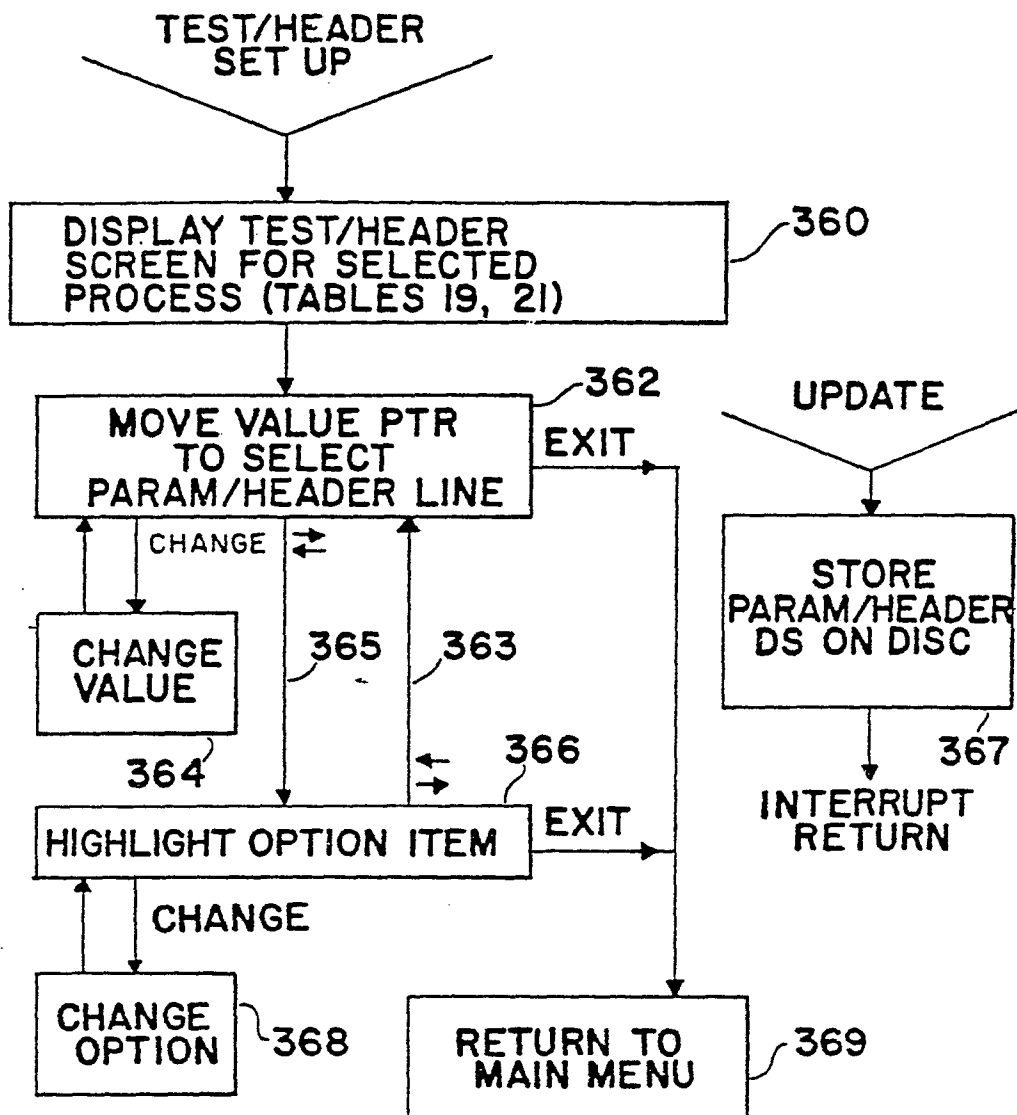 TEST/HEADER
SET UP
DISPLAY TEST/HEADER
SCREEN FOR SELECTED
PROCESS (TABLES 19, 21)
360
MOVE VALUE PTR
TO SELECT
PARAM/HEADER LINE
362
EXIT
CHANGE
CHANGE
VALUE
364
365
363
366
HIGHLIGHT OPTION ITEM
EXIT
CHANGE
CHANGE
OPTION
368
RETURN TO
MAIN MENU
369
UPDATE
STORE
PARAM/HEADER
DS ON DISC
367
INTERRUPT
RETURN